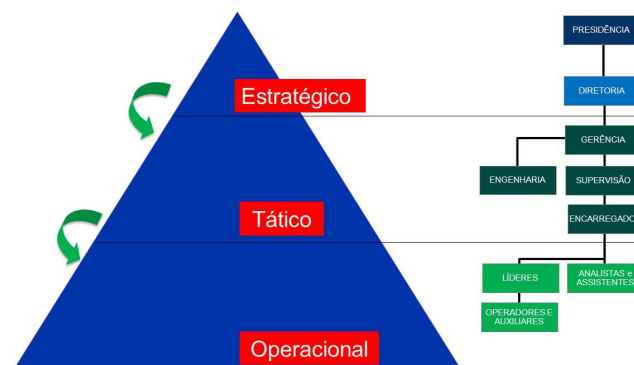 Estratégico
Tático
Operacional
PRESIDÊNCIA
DIRETORIA
GERÊNCIA
ENGENHARIA
SUPERVISÃO
ENCARREGADO
LÍDERES
ANALISTAS e
ASSISTENTES
OPERADORES E
AUXILIARES